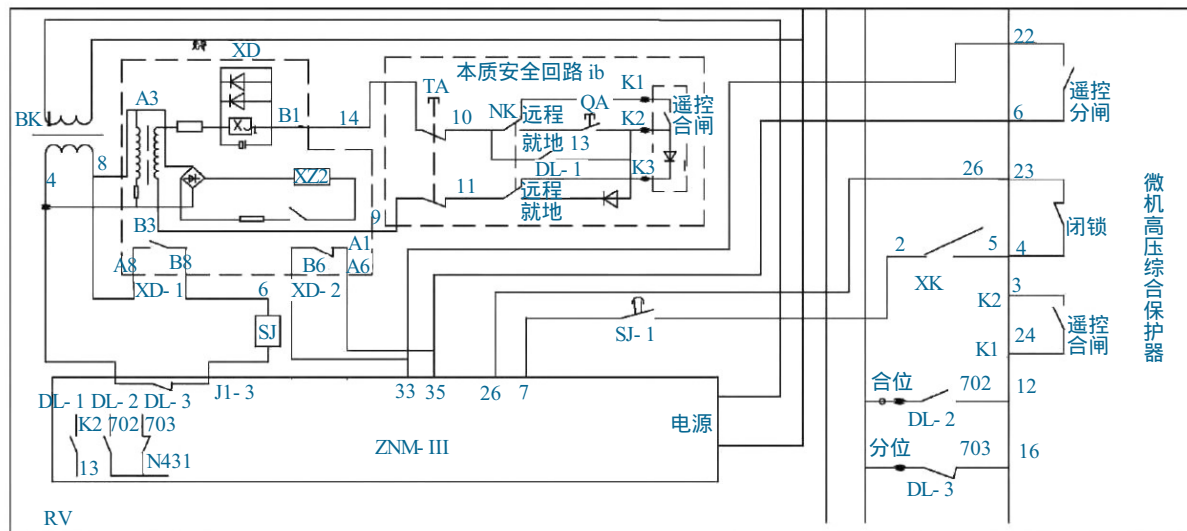 XD
本质安全回路 ib
22
BK
A3
TA
K1
XJ1
B1
14
10
NK
远程
QA
遥控
合闸
K2
遥控
分闸
就地
13
6
4
8
DL-1
K3
XZ2
11
远程
就地
26
23
9
B3
2
5
4
闭锁
A8
B8
B6
A1
A6
XD-1
XD-2
XK
6
3
K2
SJ
SJ-1
24
K1
遥控
合闸
微机高压综合保护器
J1-3
33
35
26
7
DL-1
DL-2
DL-3
合位
702
12
K2
702
703
电源
DL-2
ZNM-III
13
N431
分位
703
16
DL-3
RV